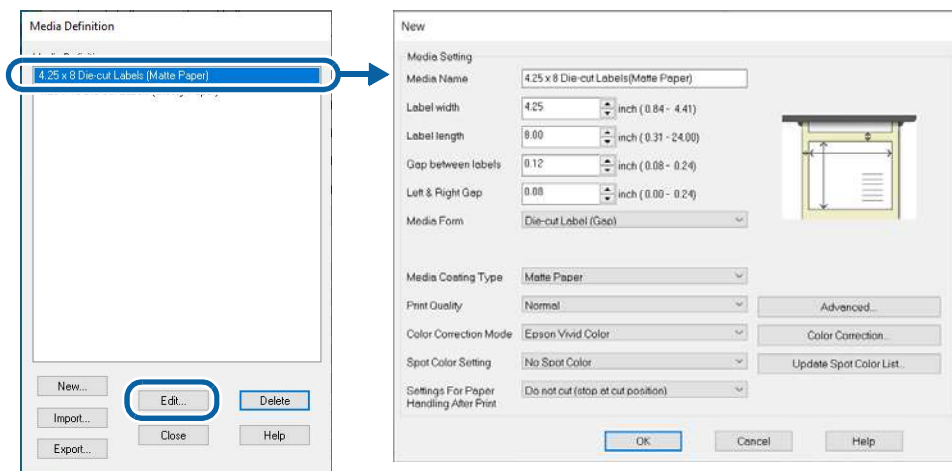 Media Definition
4.25 x 8 Die-cut Labels (Matte Paper)
New...
Edit...
Delete
Import...
Close
Help
Export...
New
Media Setting
Media Name 4.25 x 8 Die-cut Labels(Matte Paper)
Label width 4.25 inch ( 0.84 - 4.41)
Label length 8.00 inch ( 0.31 - 24.00)
Gap between labels 0.12 inch ( 0.08 - 0.24)
Left & Right Gap 0.08 inch ( 0.00 - 0.24)
Media Form Die-cut Label (Gap)
Media Coating Type Matte Paper
Print Quality Normal Advanced...
Color Correction Mode Epson Vivid Color Color Correction...
Spot Color Setting No Spot Color Update Spot Color List...
Settings For Paper Do not cut (stop at cut position)
Handling After Print
OK Cancel Help